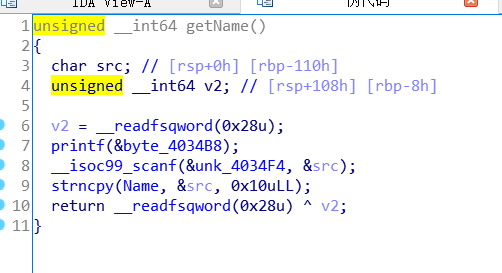 IDA View-A
伪代码
1 unsigned __int64 getName()
2 {
3 char src; // [rsp+0h] [rbp-110h]
4 unsigned __int64 v2; // [rsp+108h] [rbp-8h]
5
6 v2 = __readfsqword(0x28u);
7 printf(&byte_4034B8);
8 __isoc99_scanf(&unk_4034F4, &src);
9 strncpy(Name, &src, 0x10uLL);
10 return __readfsqword(0x28u) ^ v2;
11 }